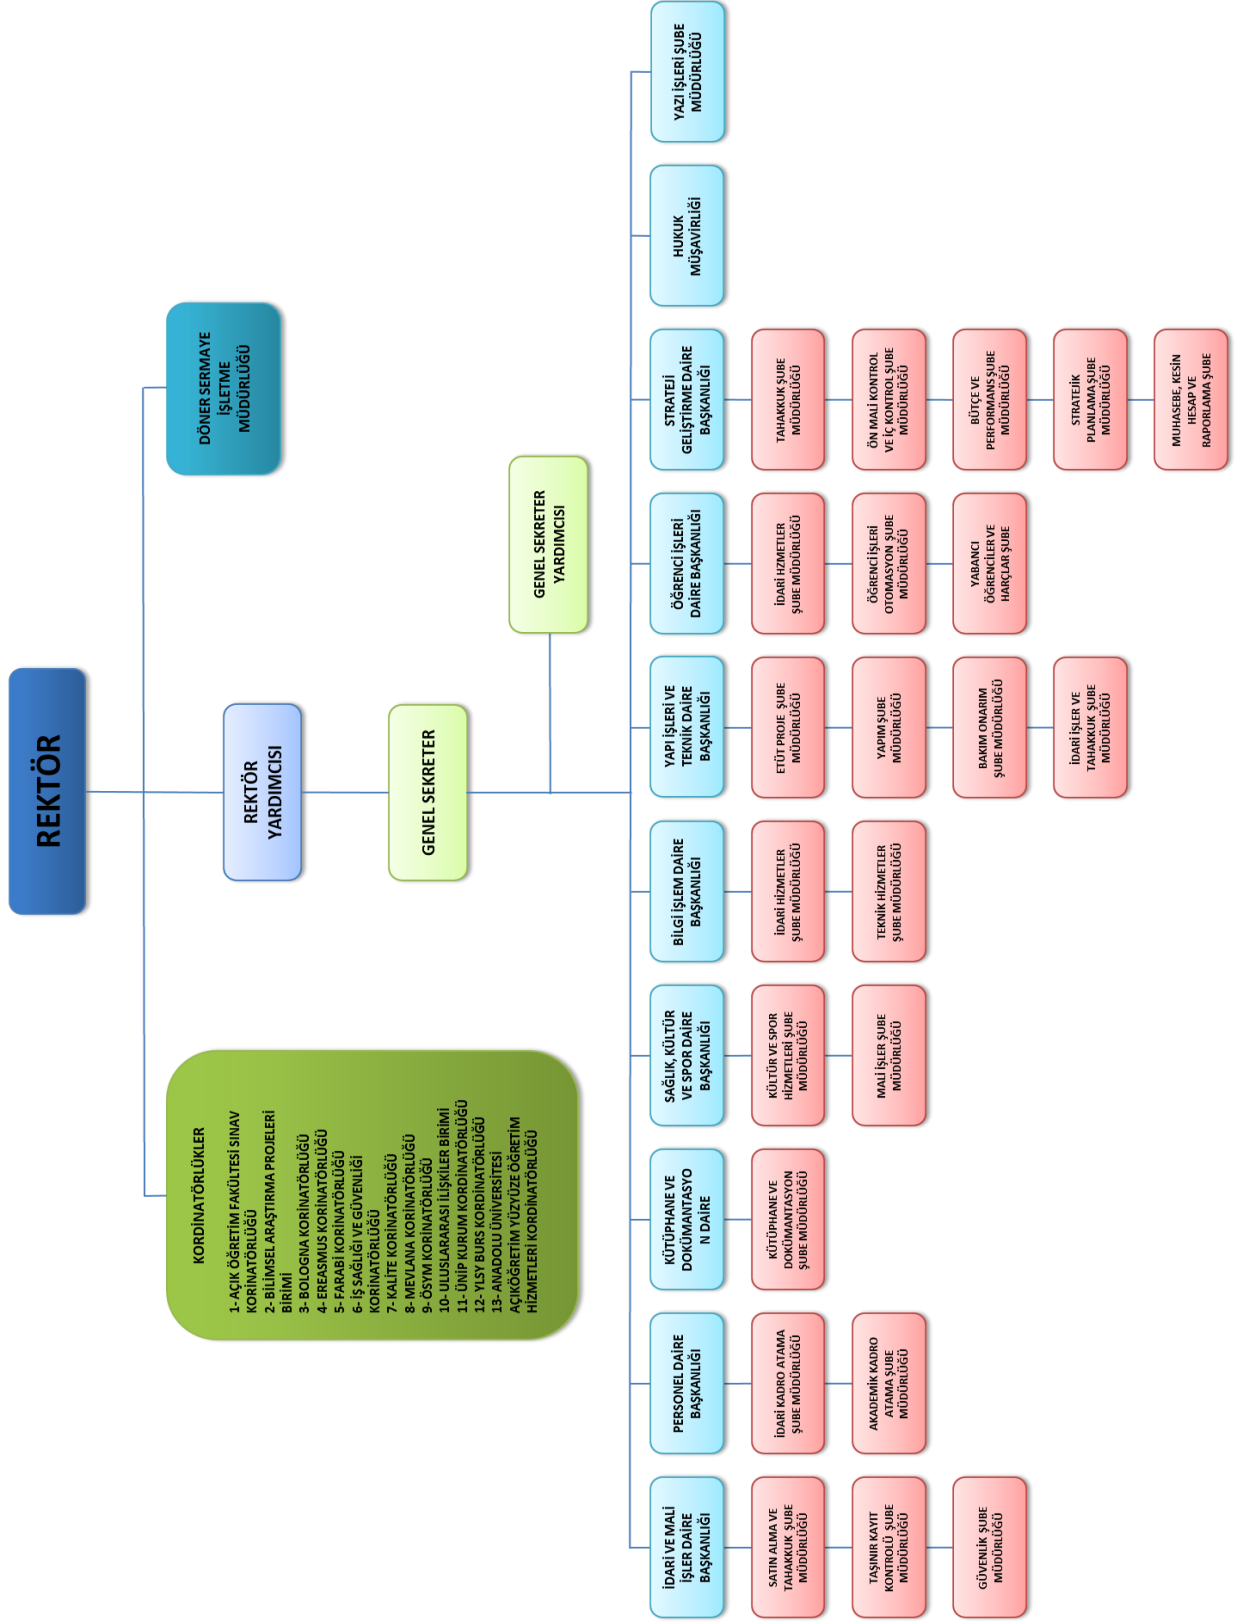 REKTÖR
KORDİNATÖRLÜKLER
1- AÇIK ÖĞRETİM FAKÜLTESİ SINAV
KORİNATÖRLÜĞÜ
2- BİLİMSEL ARAŞTIRMA PROJELERİ
BİRİMİ
3- BOLOGNA KORİNATÖRLÜĞÜ
4- EREASMUS KORİNATÖRLÜĞÜ
5- FARABİ KORİNATÖRLÜĞÜ
6- İŞ SAĞLIĞI VE GÜVENLİĞİ
KORİNATÖRLÜĞÜ
7- KALİTE KORİNATÖRLÜĞÜ
8- MEVLANA KORİNATÖRLÜĞÜ
9- ÖSYM KORİNATÖRLÜĞÜ
10- ULUSLARARASI İLİŞKİLER BİRİMİ
11- ÜNİP KURUM KORDİNATÖRLÜĞÜ
12- YLSY BURS KORDİNATÖRLÜĞÜ
13- ANADOLU ÜNİVERSİTESİ
AÇIKÖĞRETİM YÜZYÜZE ÖĞRETİM
HİZMETLERİ KORDİNATÖRLÜĞÜ
REKTÖR
YARDIMCISI
DÖNER SERMAYE
İŞLETME
MÜDÜRLÜĞÜ
GENEL SEKRETER
GENEL SEKRETER
YARDIMCISI
İDARİ VE MALİ
İŞLER DAİRE
BAŞKANLIĞI
SATIN ALMA VE
TAHAKKUK ŞUBE
MÜDÜRLÜĞÜ
TAŞINIR KAYIT
KONTROLÜ ŞUBE
MÜDÜRLÜĞÜ
GÜVENLİK ŞUBE
MÜDÜRLÜĞÜ
PERSONEL DAİRE
BAŞKANLIĞI
İDARİ KADRO ATAMA
ŞUBE MÜDÜRLÜĞÜ
AKADEMİK KADRO
ATAMA ŞUBE
MÜDÜRLÜĞÜ
KÜTÜPHANE VE
DOKÜMANTASYO
N DAİRE
KÜTÜPHANE VE
DOKÜMANTASYON
ŞUBE MÜDÜRLÜĞÜ
SAĞLIK, KÜLTÜR
VE SPOR DAİRE
BAŞKANLIĞI
KÜLTÜR VE SPOR
HİZMETLERİ ŞUBE
MÜDÜRLÜĞÜ
MALİ İŞLER ŞUBE
MÜDÜRLÜĞÜ
BİLGİ İŞLEM DAİRE
BAŞKANLIĞI
İDARİ HİZMETLER
ŞUBE MÜDÜRLÜĞÜ
TEKNİK HİZMETLER
ŞUBE MÜDÜRLÜĞÜ
YAPI İŞLERİ VE
TEKNİK DAİRE
BAŞKANLIĞI
ETÜT PROJE ŞUBE
MÜDÜRLÜĞÜ
YAPIM ŞUBE
MÜDÜRLÜĞÜ
BAKIM ONARIM
ŞUBE MÜDÜRLÜĞÜ
İDARİ İŞLER VE
TAHAKKUK ŞUBE
MÜDÜRLÜĞÜ
ÖĞRENCİ İŞLERİ
DAİRE BAŞKANLIĞI
İDARİ HZMETLER
ŞUBE MÜDÜRLÜĞÜ
ÖĞRENCİ İŞLERİ
OTOMASYON ŞUBE
MÜDÜRLÜĞÜ
YABANCI
ÖĞRENCİLER VE
HARÇLAR ŞUBE
STRATEJİ
GELİŞTİRME DAİRE
BAŞKANLIĞI
TAHAKKUK ŞUBE
MÜDÜRLÜĞÜ
ÖN MALİ KONTROL
VE İÇ KONTROL ŞUBE
MÜDÜRLÜĞÜ
BÜTÇE VE
PERFORMANS ŞUBE
MÜDÜRLÜĞÜ
STRATEJİK
PLANLAMA ŞUBE
MÜDÜRLÜĞÜ
MUHASEBE, KESİN
HESAP VE
RAPORLAMA ŞUBE
HUKUK
MÜŞAVİRLİĞİ
YAZI İŞLERİ ŞUBE
MÜDÜRLÜĞÜ